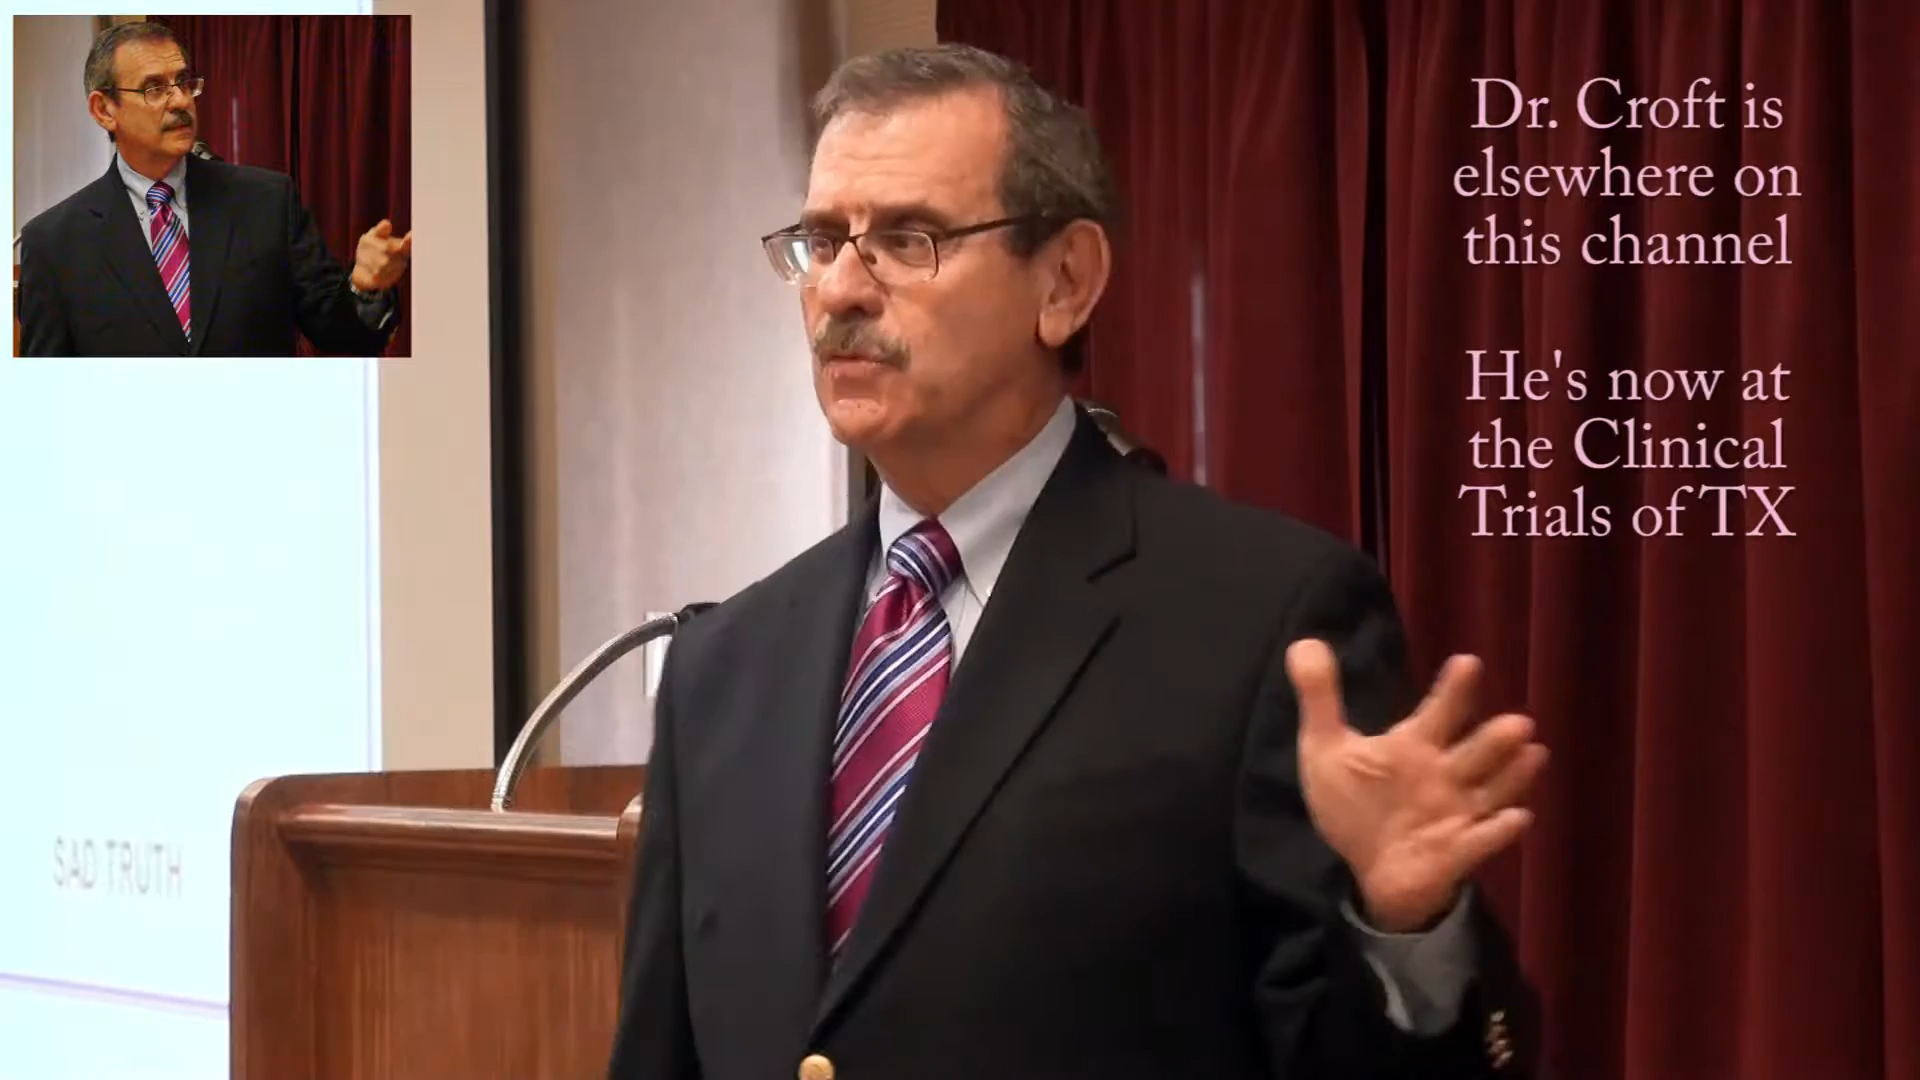 Dr. Croft is
elsewhere on
this channel
He's now at
the Clinical
Trials of TX
SAD TRUTH